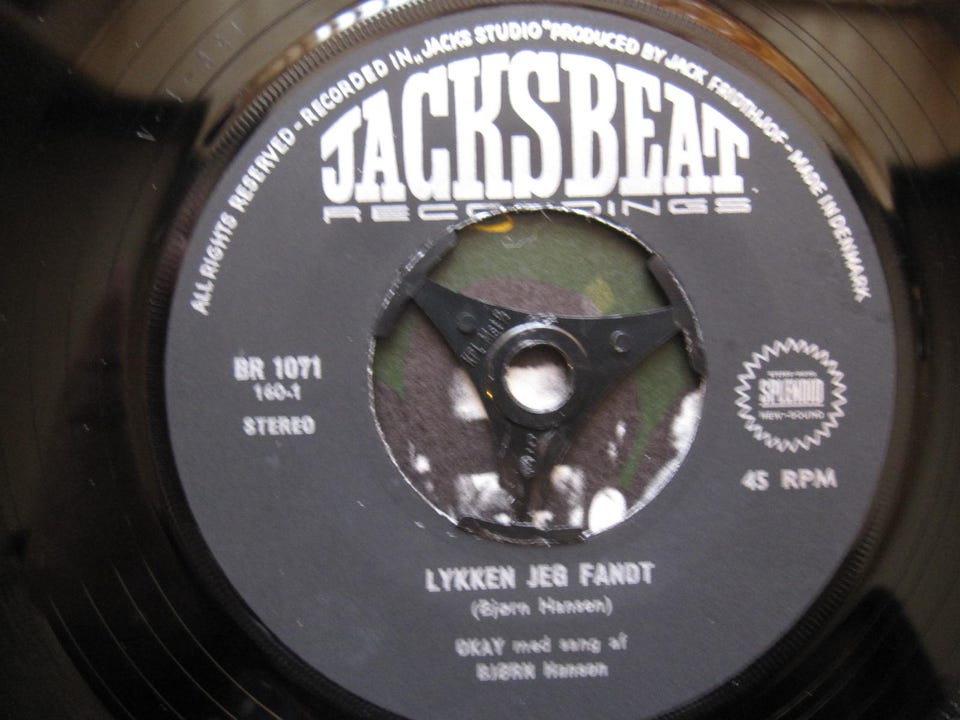 ALL RIGHTS RESERVED - RECORDED IN „JACKS STUDIO" PRODUCED BY JACK FRIDTHJOF - MADE IN DENMARK
JACKSBEAT
RECORDINGS
BR 1071
160-1
STEREO
SPLENDID
NEW-SOUND
45 RPM
LYKKEN JEG FANDT
(Bjørn Hansen)
OKAY med sang af
BJØRN Hansen